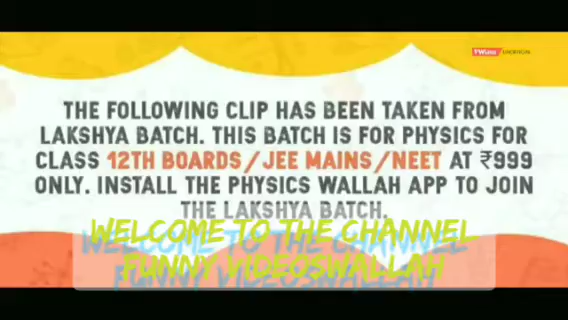 THE FOLLOWING CLIP HAS BEEN TAKEN FROM
LAKSHYA BATCH. THIS BATCH IS FOR PHYSICS FOR
CLASS 12TH BOARDS/JEE MAINS/NEET AT ₹999
ONLY. INSTALL THE PHYSICS WALLAH APP TO JOIN
THE LAKSHYA BATCH.
WELCOME TO THE CHANNEL
FUNNY VIDEOSWALLAH